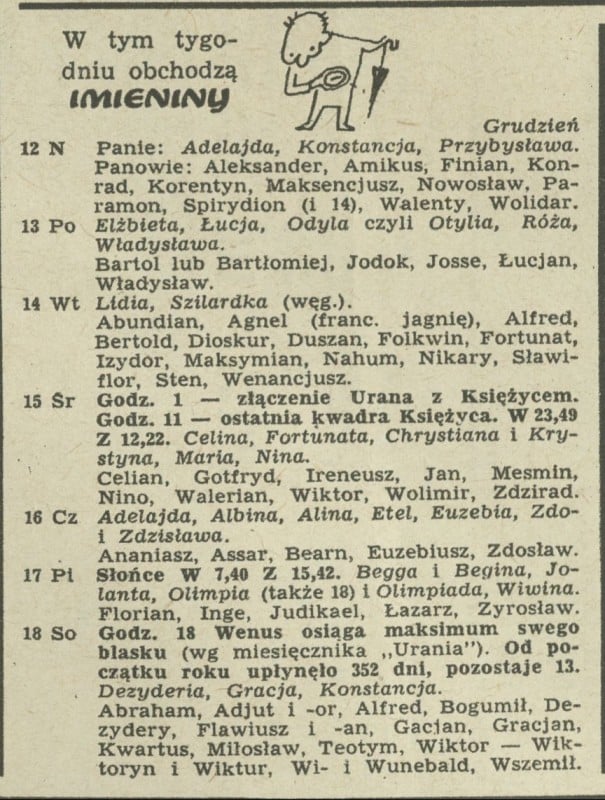 W tym tygo-
dniu obchodzą
IMIENINY
Grudzień
12 N Panie: Adelajda, Konstancja, Przybysława.
Panowie: Aleksander, Amikus, Finian, Kon-
rad, Korentyn, Maksencjusz, Nowosław, Pa-
ramon, Spirydion (i 14), Walenty, Wolidar.
13 Po Elżbieta, Łucja, Odyla czyli Otylia, Róża,
Władysława.
Bartol lub Bartłomiej, Jodok, Josse, Łucjan,
Władysław.
14 Wt Lidia, Szilardka (węg.).
Abundian, Agnel (franc. jagnię), Alfred,
Bertold, Dioskur, Duszan, Folkwin, Fortunat,
Izydor, Maksymian, Nahum, Nikary, Sławi-
flor, Sten, Wenancjusz.
15 Śr Godz. 1 — złączenie Urana z Księżycem.
Godz. 11 — ostatnia kwadra Księżyca. W 23,49
Z 12,22. Celina, Fortunata, Chrystiana i Kry-
styna, Maria, Nina.
Celian, Gotfryd, Ireneusz, Jan, Mesmin,
Nino, Walerian, Wiktor, Wolimir, Zdzirad.
16 Cz Adelajda, Albina, Alina, Etel, Euzebia, Zdo-
i Zdzisława.
Ananiasz, Assar, Bearn, Euzebiusz, Zdosław.
17 Pi Słońce W 7,40 Z 15,42. Begga i Begina, Jo-
lanta, Olimpia (także 18) i Olimpiada, Wiwina.
Florian, Inge, Judikael, Łazarz, Zyrosław.
18 So Godz. 18 Wenus osiąga maksimum swego
blasku (wg miesięcznika „Urania”). Od po-
czątku roku upłynęło 352 dni, pozostaje 13.
Dezyderia, Gracja, Konstancja.
Abraham, Adjut i -or, Alfred, Bogumił, De-
zydery, Flawiusz i -an, Gacjan, Gracjan,
Kwartus, Miłosław, Teotym, Wiktor — Wik-
toryn i Wiktur, Wi- i Wunebald, Wszemił.